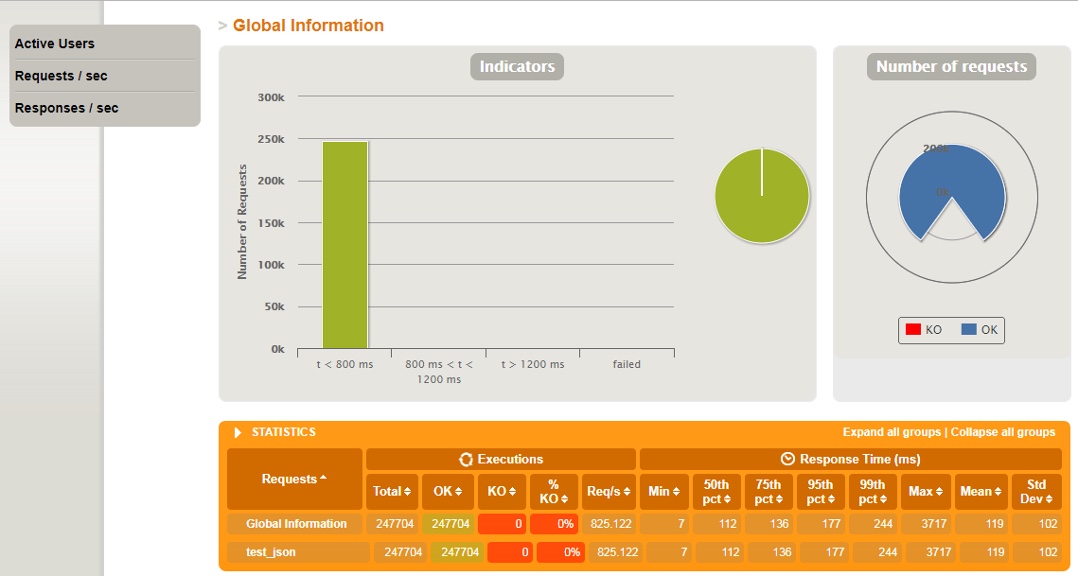 Active Users
Requests / sec
Responses / sec
> Global Information
Indicators
300k
250k
200k
150k
100k
50k
0k
Number of Requests
t < 800 ms
800 ms < t <
1200 ms
t > 1200 ms
failed
Number of requests
200k
0k
KO OK
STATISTICS Expand all groups | Collapse all groups
Executions Response Time (ms)
Requests Total OK KO % KO Req/s Min 50th pct 75th pct 95th pct 99th pct Max Mean Std Dev
Global Information 247704 247704 0 0% 825.122 7 112 136 177 244 3717 119 102
test_json 247704 247704 0 0% 825.122 7 112 136 177 244 3717 119 102